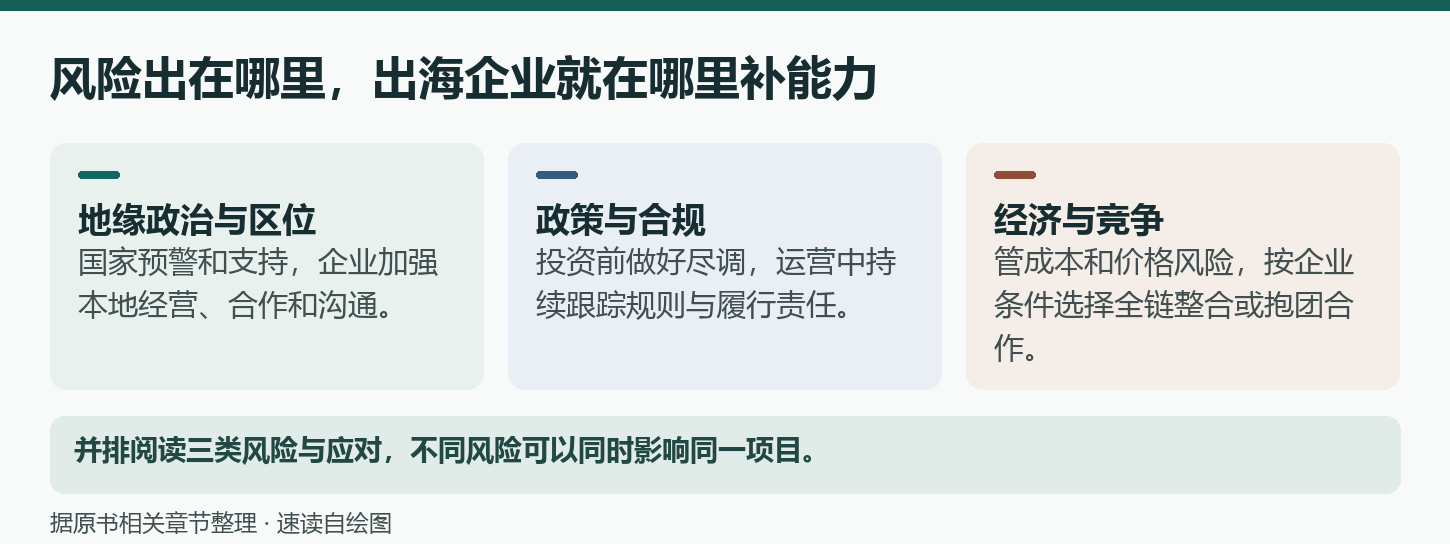 风险出在哪里，出海企业就在哪里补能力
地缘政治与区位
国家预警和支持，企业加强
本地经营、合作和沟通。
政策与合规
投资前做好尽调，运营中持
续跟踪规则与履行责任。
经济与竞争
管成本和价格风险，按企业
条件选择全链整合或抱团合
作。
并排阅读三类风险与应对，不同风险可以同时影响同一项目。
据原书相关章节整理 · 速读自绘图